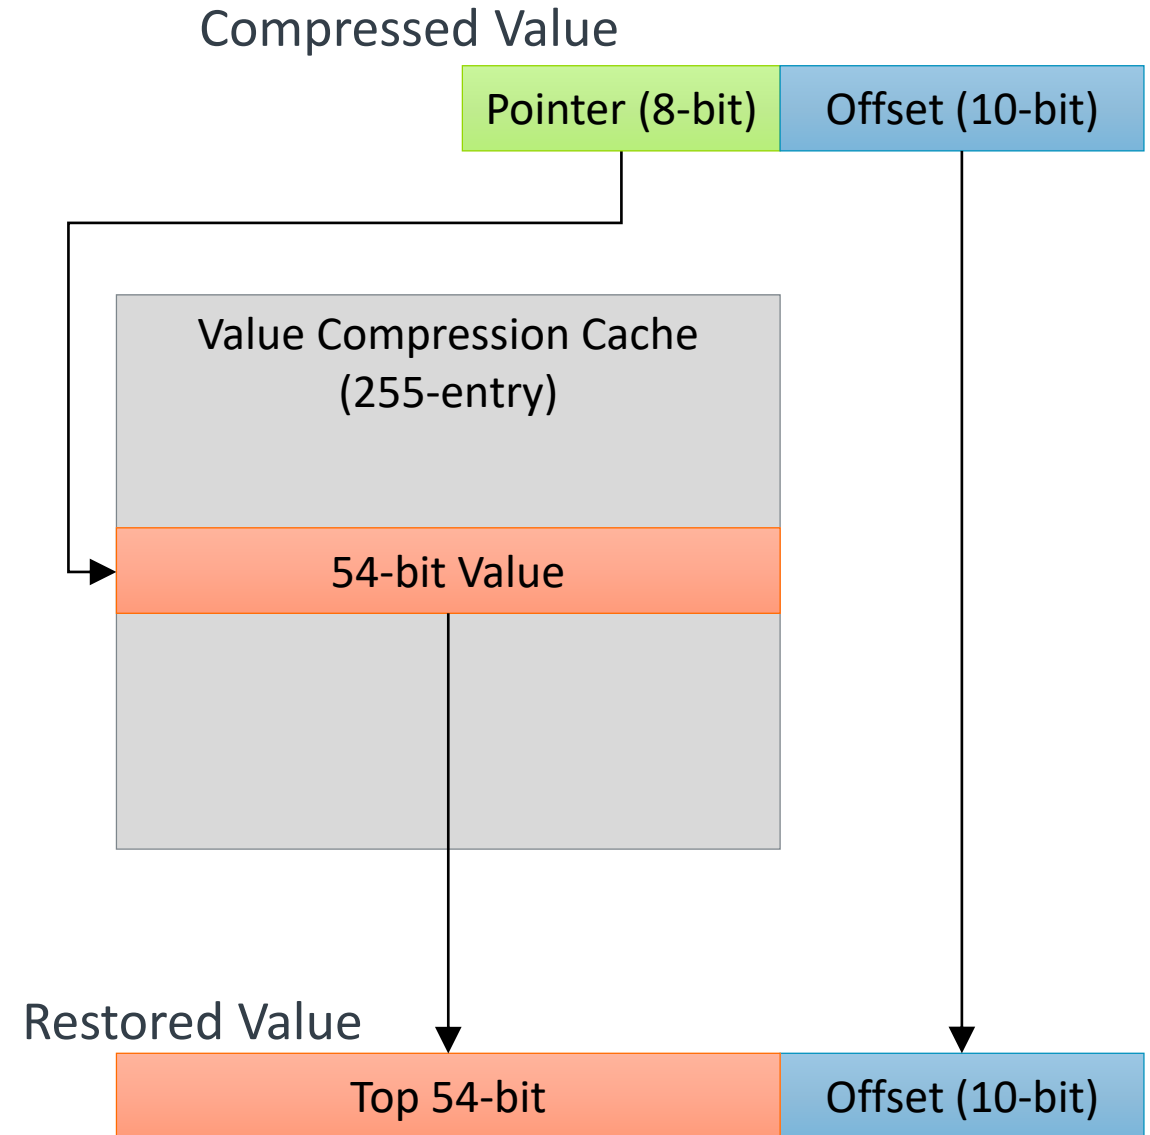 Compressed Value
Pointer (8-bit)
Offset (10-bit)
Value Compression Cache
(255-entry)
54-bit Value
Restored Value
Top 54-bit
Offset (10-bit)